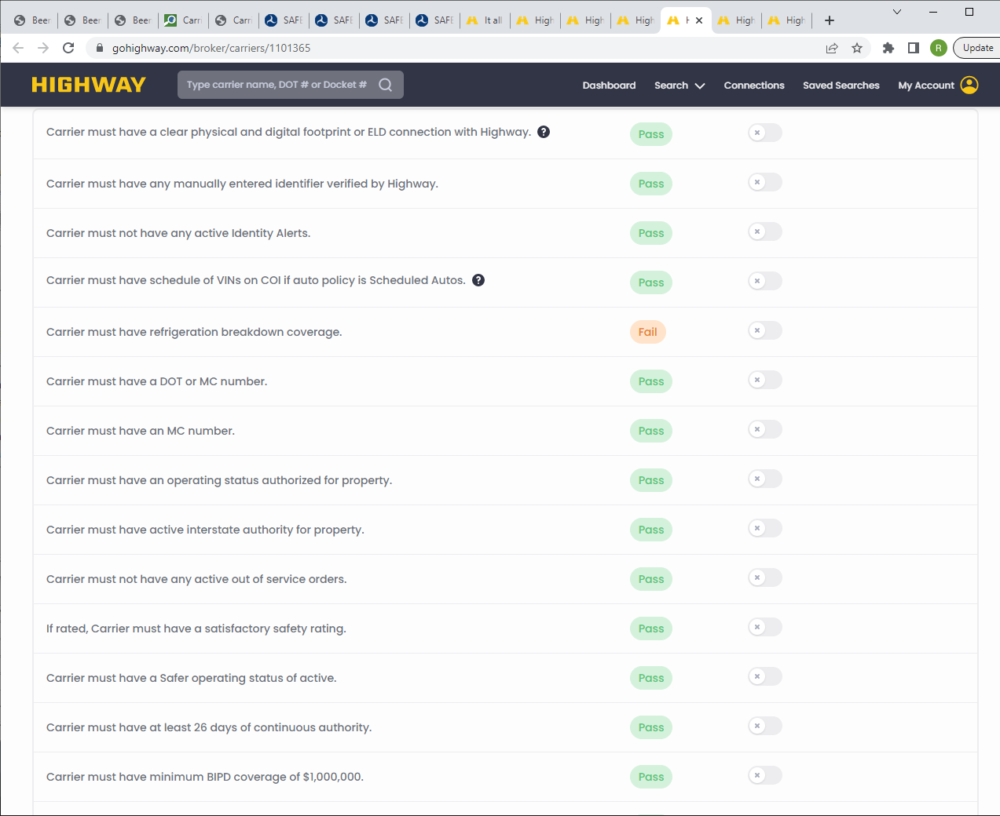 Beer Beer Beer Carri Carri SAFE SAFE SAFE SAFE It all High High High H High High
gohighway.com/broker/carriers/1101365
R
Update
HIGHWAY
Type carrier name, DOT # or Docket #
Dashboard
Search
Connections
Saved Searches
My Account
Carrier must have a clear physical and digital footprint or ELD connection with Highway. ? Pass
Carrier must have any manually entered identifier verified by Highway. Pass
Carrier must not have any active Identity Alerts. Pass
Carrier must have schedule of VINs on COI if auto policy is Scheduled Autos. ? Pass
Carrier must have refrigeration breakdown coverage. Fail
Carrier must have a DOT or MC number. Pass
Carrier must have an MC number. Pass
Carrier must have an operating status authorized for property. Pass
Carrier must have active interstate authority for property. Pass
Carrier must not have any active out of service orders. Pass
If rated, Carrier must have a satisfactory safety rating. Pass
Carrier must have a Safer operating status of active. Pass
Carrier must have at least 26 days of continuous authority. Pass
Carrier must have minimum BIPD coverage of $1,000,000. Pass